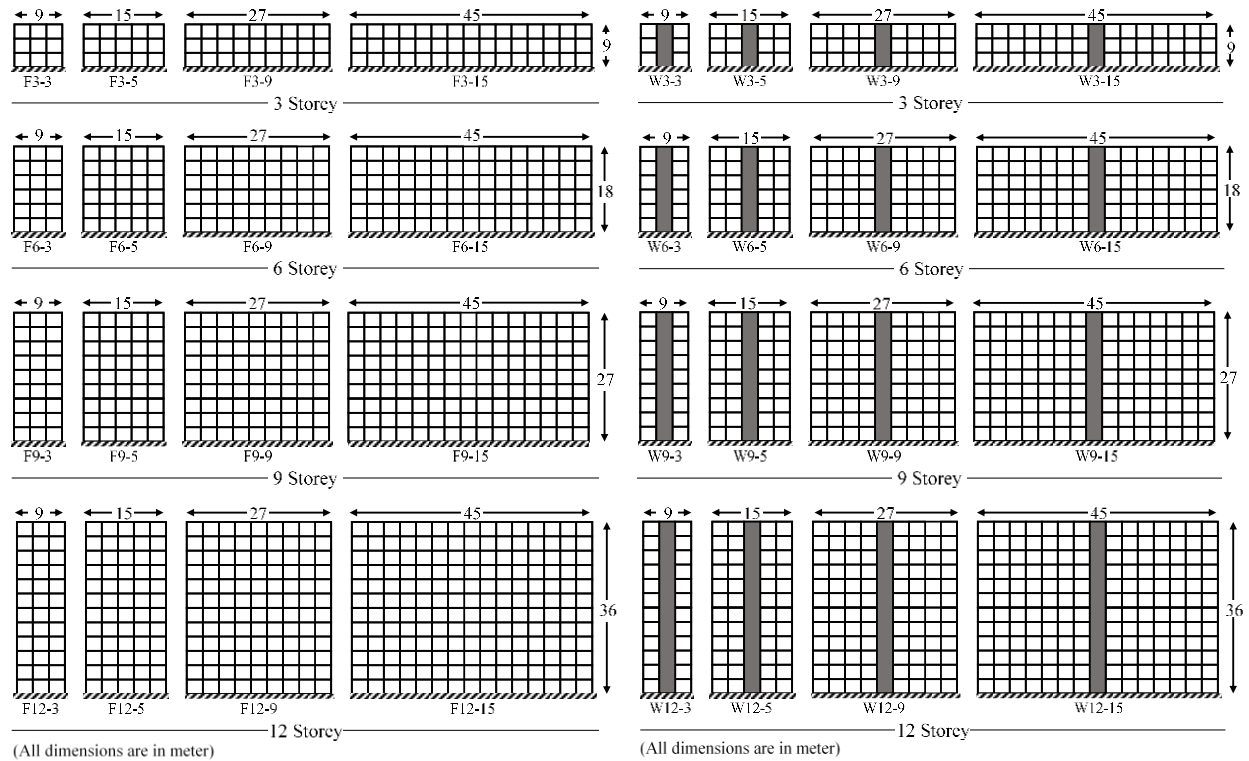 9 15 27 45
9
F3-3 F3-5 F3-9 F3-15
3 Storey
9 15 27 45
18
F6-3 F6-5 F6-9 F6-15
6 Storey
9 15 27 45
27
F9-3 F9-5 F9-9 F9-15
9 Storey
9 15 27 45
36
F12-3 F12-5 F12-9 F12-15
12 Storey
(All dimensions are in meter)
9 15 27 45
9
W3-3 W3-5 W3-9 W3-15
3 Storey
9 15 27 45
18
W6-3 W6-5 W6-9 W6-15
6 Storey
9 15 27 45
27
W9-3 W9-5 W9-9 W9-15
9 Storey
9 15 27 45
36
W12-3 W12-5 W12-9 W12-15
12 Storey
(All dimensions are in meter)